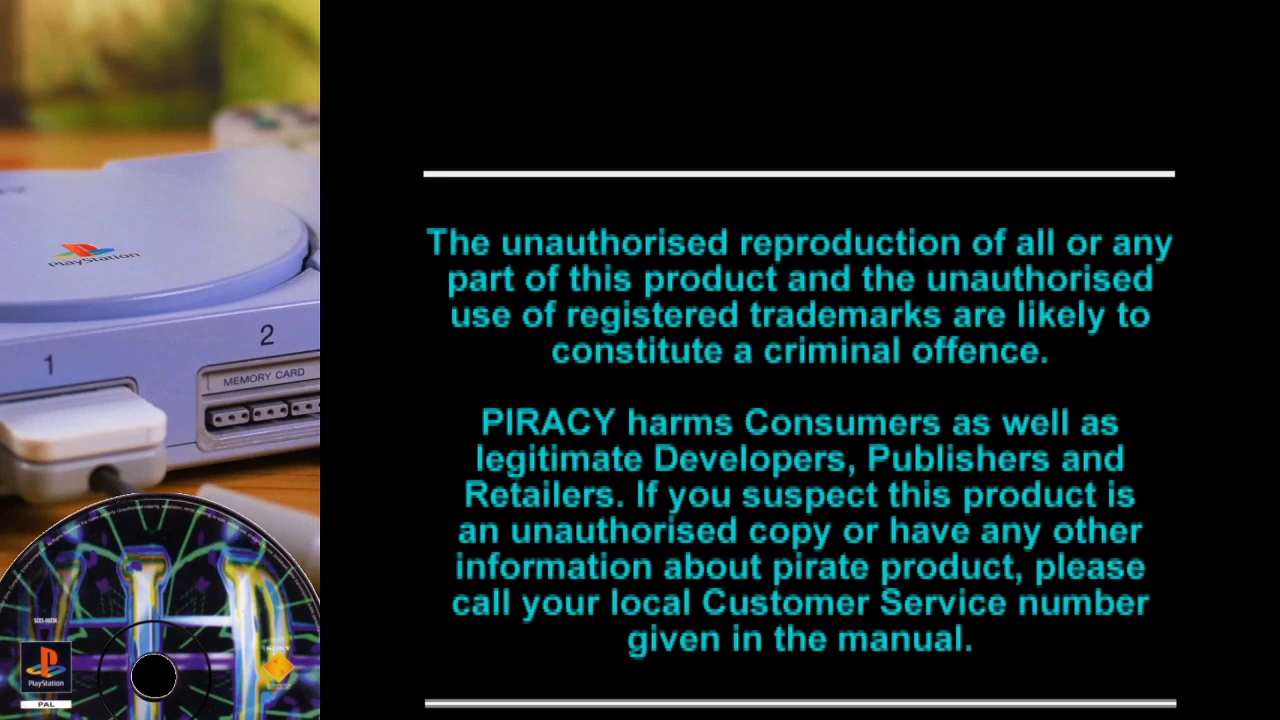 PlayStation
1
2
MEMORY CARD
The unauthorised reproduction of all or any
part of this product and the unauthorised
use of registered trademarks are likely to
constitute a criminal offence.
PIRACY harms Consumers as well as
legitimate Developers, Publishers and
Retailers. If you suspect this product is
an unauthorised copy or have any other
information about pirate product, please
call your local Customer Service number
given in the manual.
SONY
PlayStation
PAL